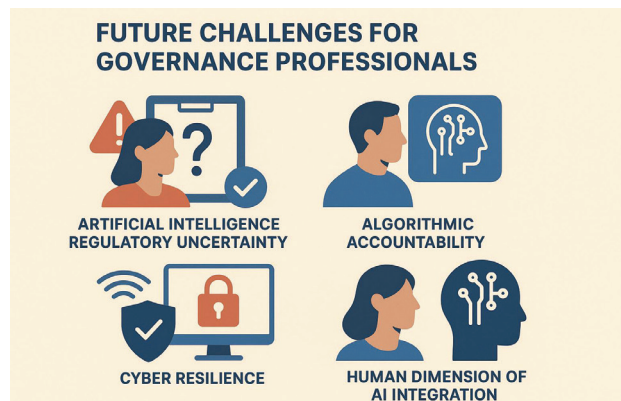 FUTURE CHALLENGES FOR
GOVERNANCE PROFESSIONALS
?
ARTIFICIAL INTELLIGENCE
REGULATORY UNCERTAINTY
ALGORITHMIC
ACCOUNTABILITY
CYBER RESILIENCE
HUMAN DIMENSION OF
AI INTEGRATION